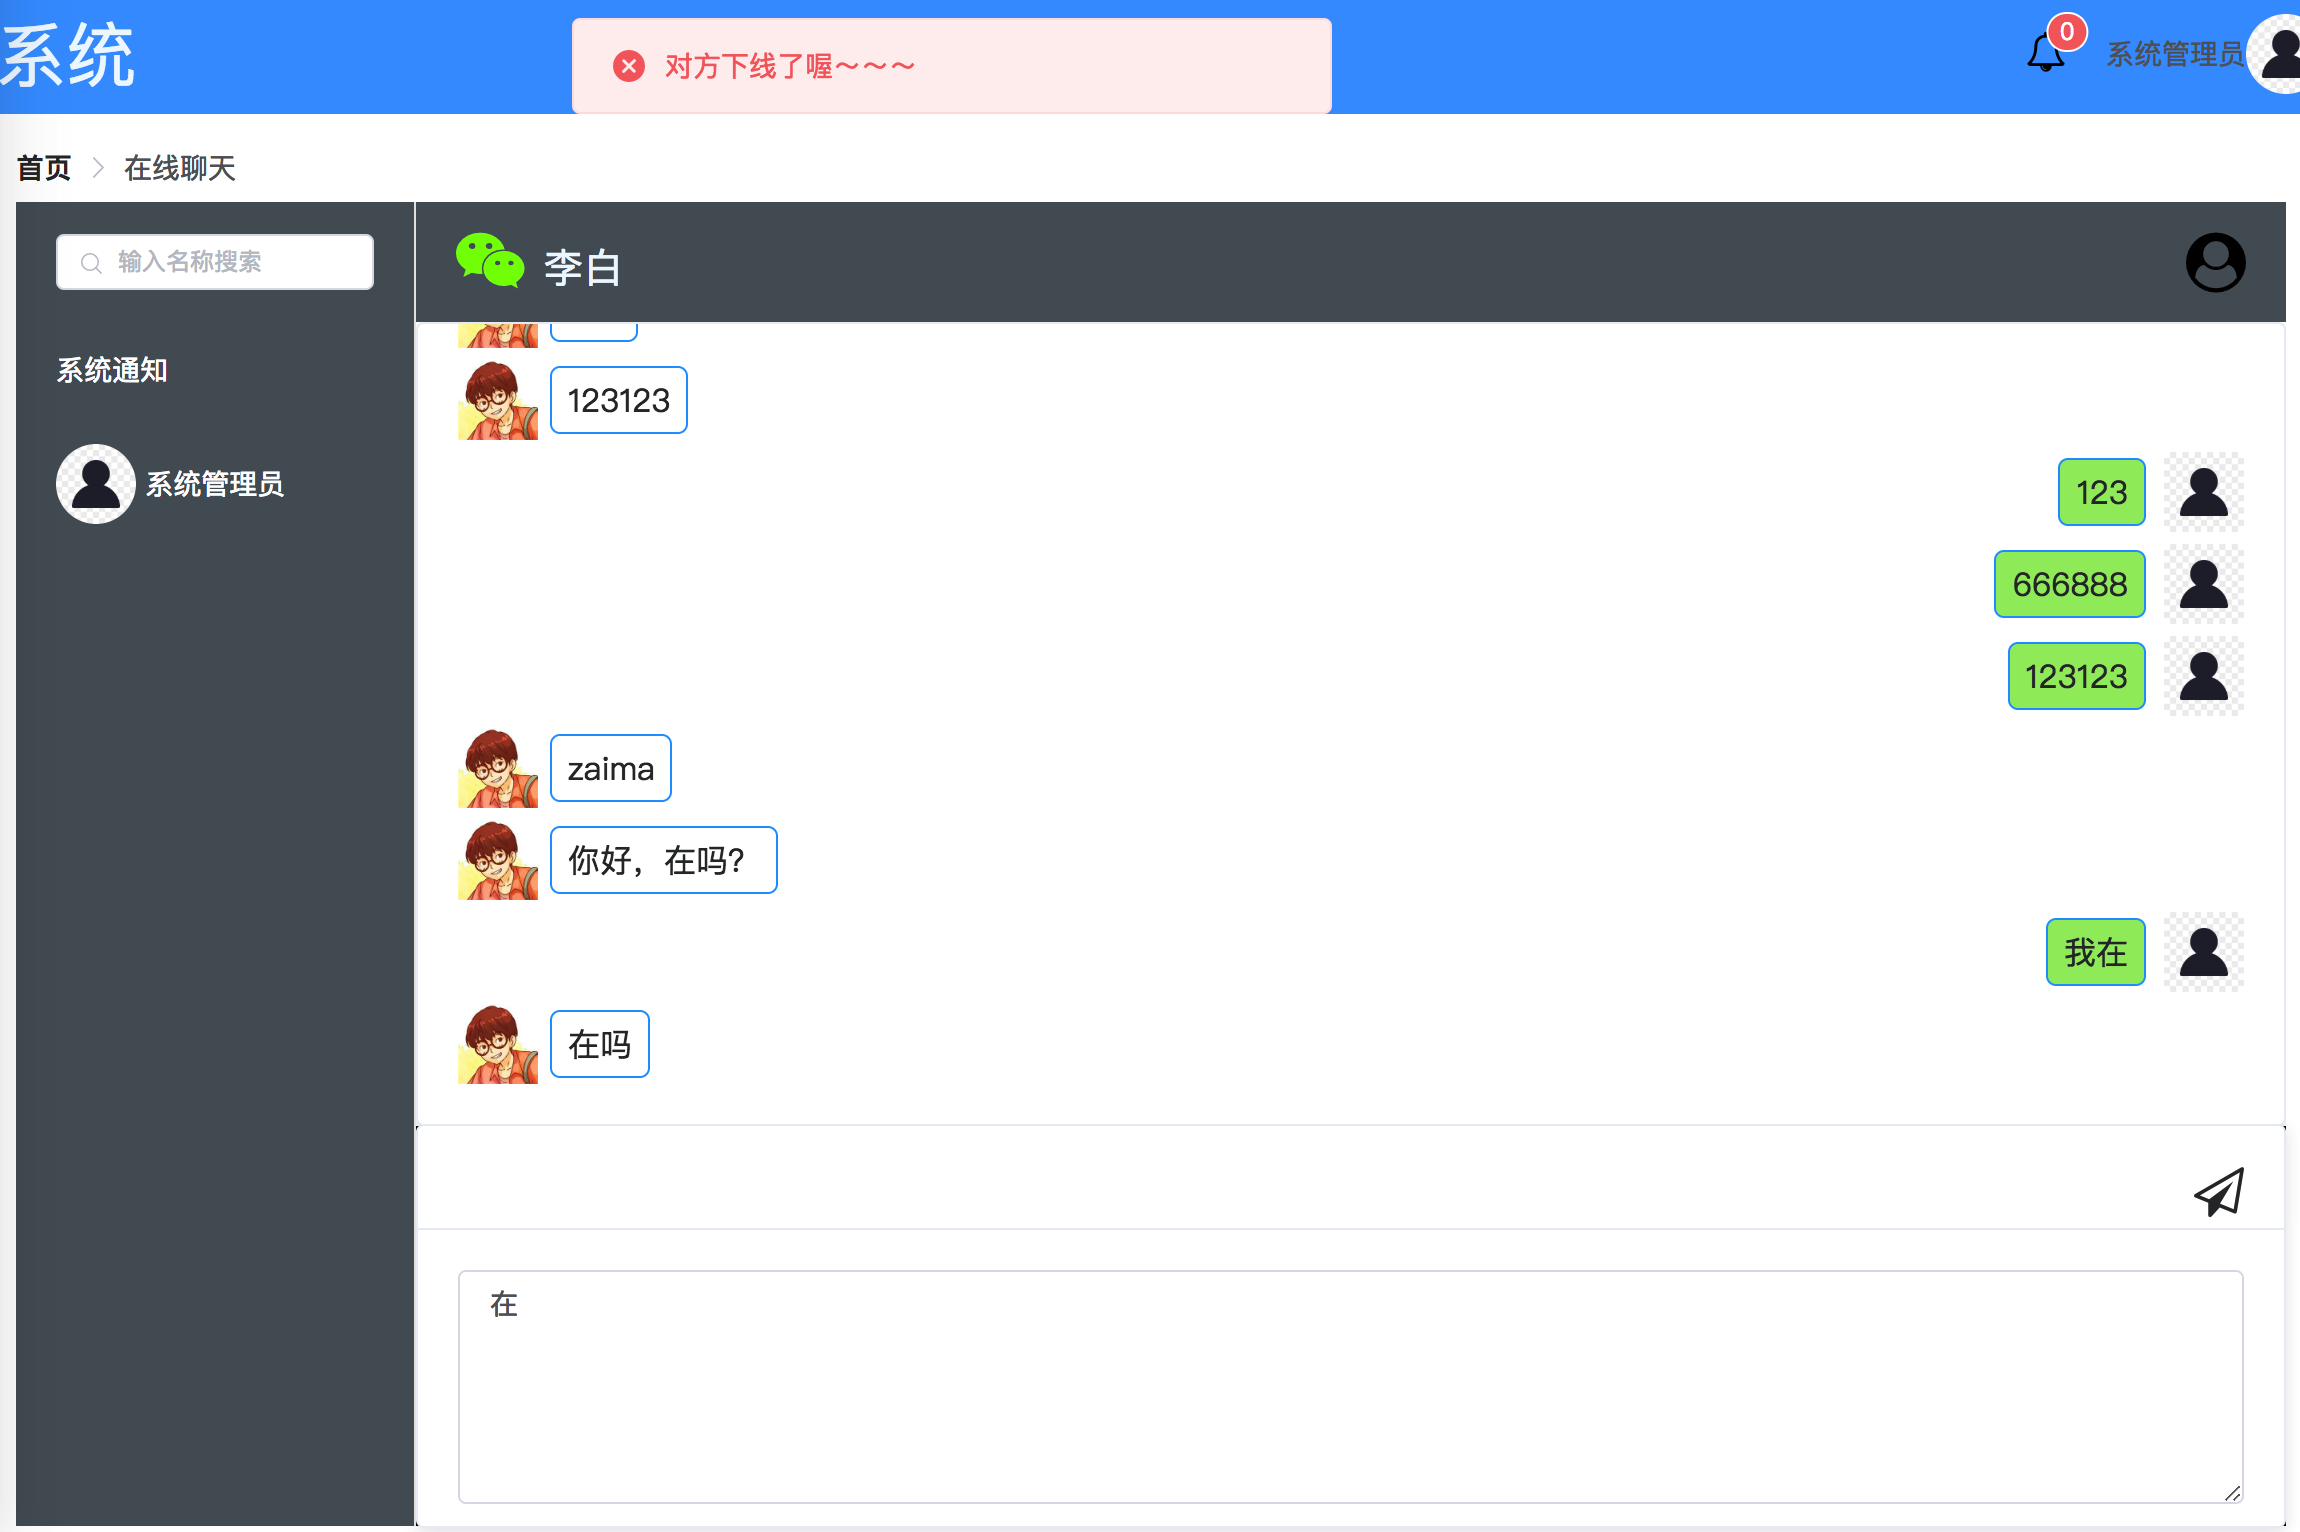 系统
对方下线了喔～～～
0
系统管理员
首页
在线聊天
输入名称搜索
系统通知
系统管理员
李白
123123
123
666888
123123
zaima
你好，在吗？
我在
在吗
在